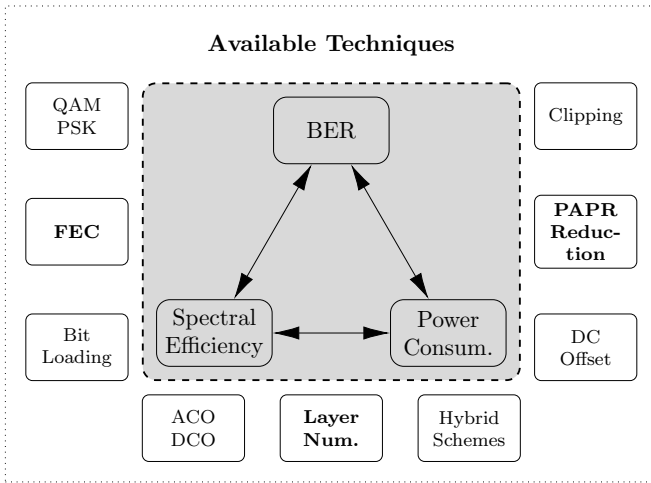 Available Techniques
QAM
PSK
BER
Clipping
FEC
PAPR
Reduc-
tion
Bit
Loading
Spectral
Efficiency
Power
Consum.
DC
Offset
ACO
DCO
Layer
Num.
Hybrid
Schemes